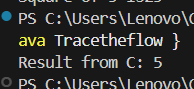 PS C:\Users\Lenovo\
ava Tracetheflow }
Result from C: 5
PS C:\Users\Lenovo\